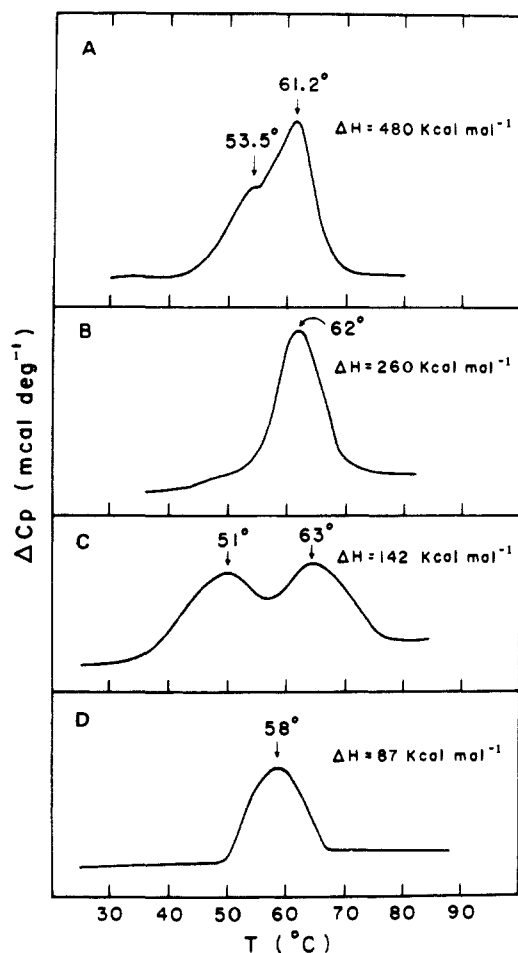 A
61.2°
53.5°
ΔH = 480 Kcal mol⁻¹
B
62°
ΔH = 260 Kcal mol⁻¹
ΔCp (mcal deg⁻¹)
C
51°
63°
ΔH = 142 Kcal mol⁻¹
D
58°
ΔH = 87 Kcal mol⁻¹
30 40 50 60 70 80 90
T (°C)